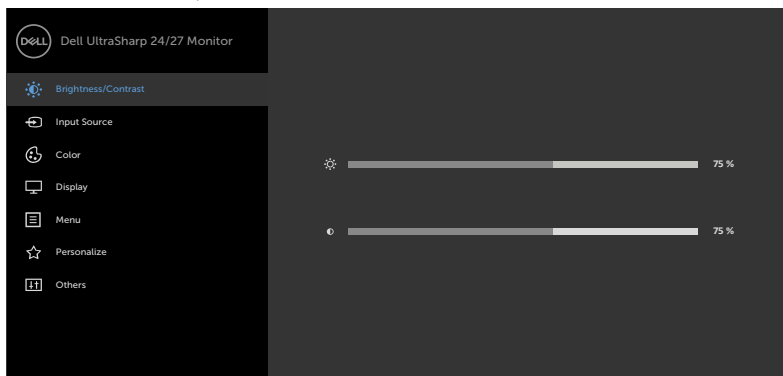 DELL
Dell UltraSharp 24/27 Monitor
Brightness/Contrast
Input Source
Color
75 %
Display
Menu
75 %
Personalize
Others